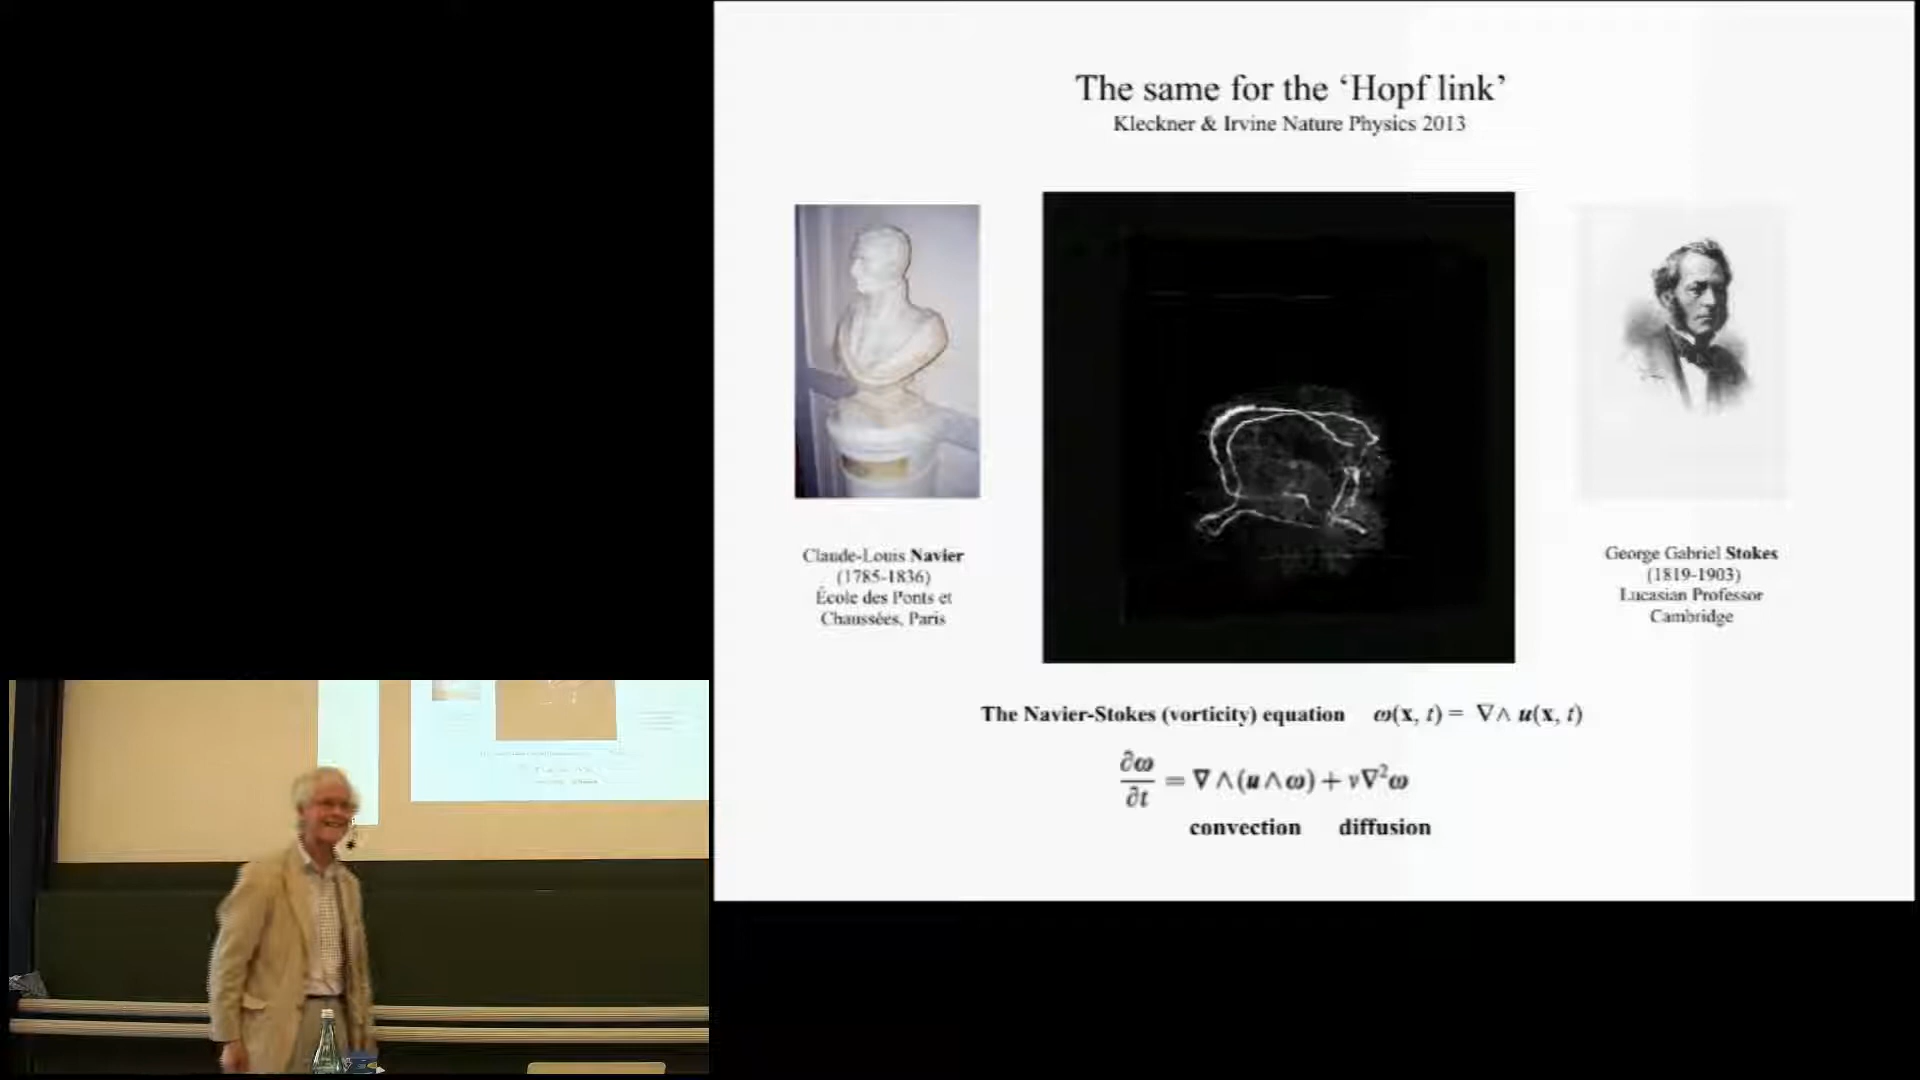 The same for the ‘Hopf link’
Kleckner & Irvine Nature Physics 2013
Claude-Louis Navier
(1785-1836)
École des Ponts et
Chaussées, Paris
George Gabriel Stokes
(1819-1903)
Lucasian Professor
Cambridge
The Navier-Stokes (vorticity) equation ω(x, t) = ∇∧ u(x, t)
∂ω/∂t = ∇∧(u∧ω) + ν∇²ω
convection diffusion